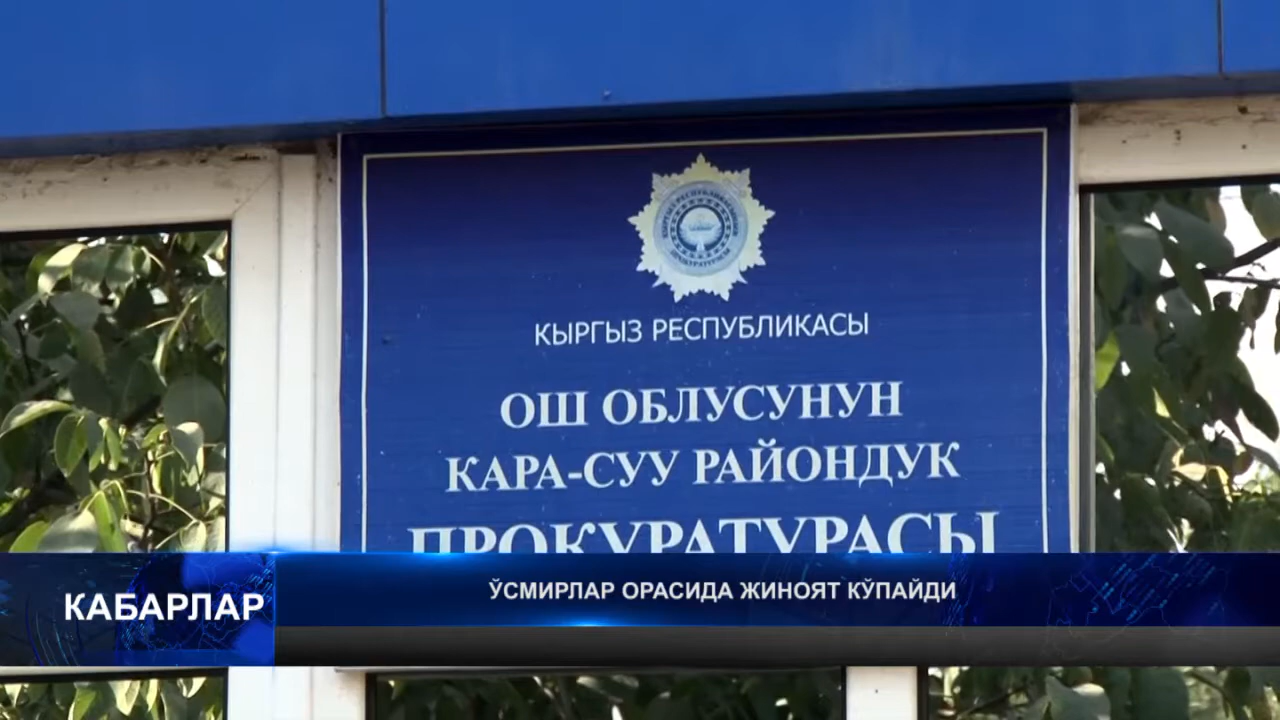 КЫРГЫЗ РЕСПУБЛИКАСЫ
ОШ ОБЛУСУНУН
КАРА-СУУ РАЙОНДУК
ПРОКУРАТУРАСЫ
КАБАРЛАР
ЎСМИРЛАР ОРАСИДА ЖИНОЯТ КЎПАЙДИ